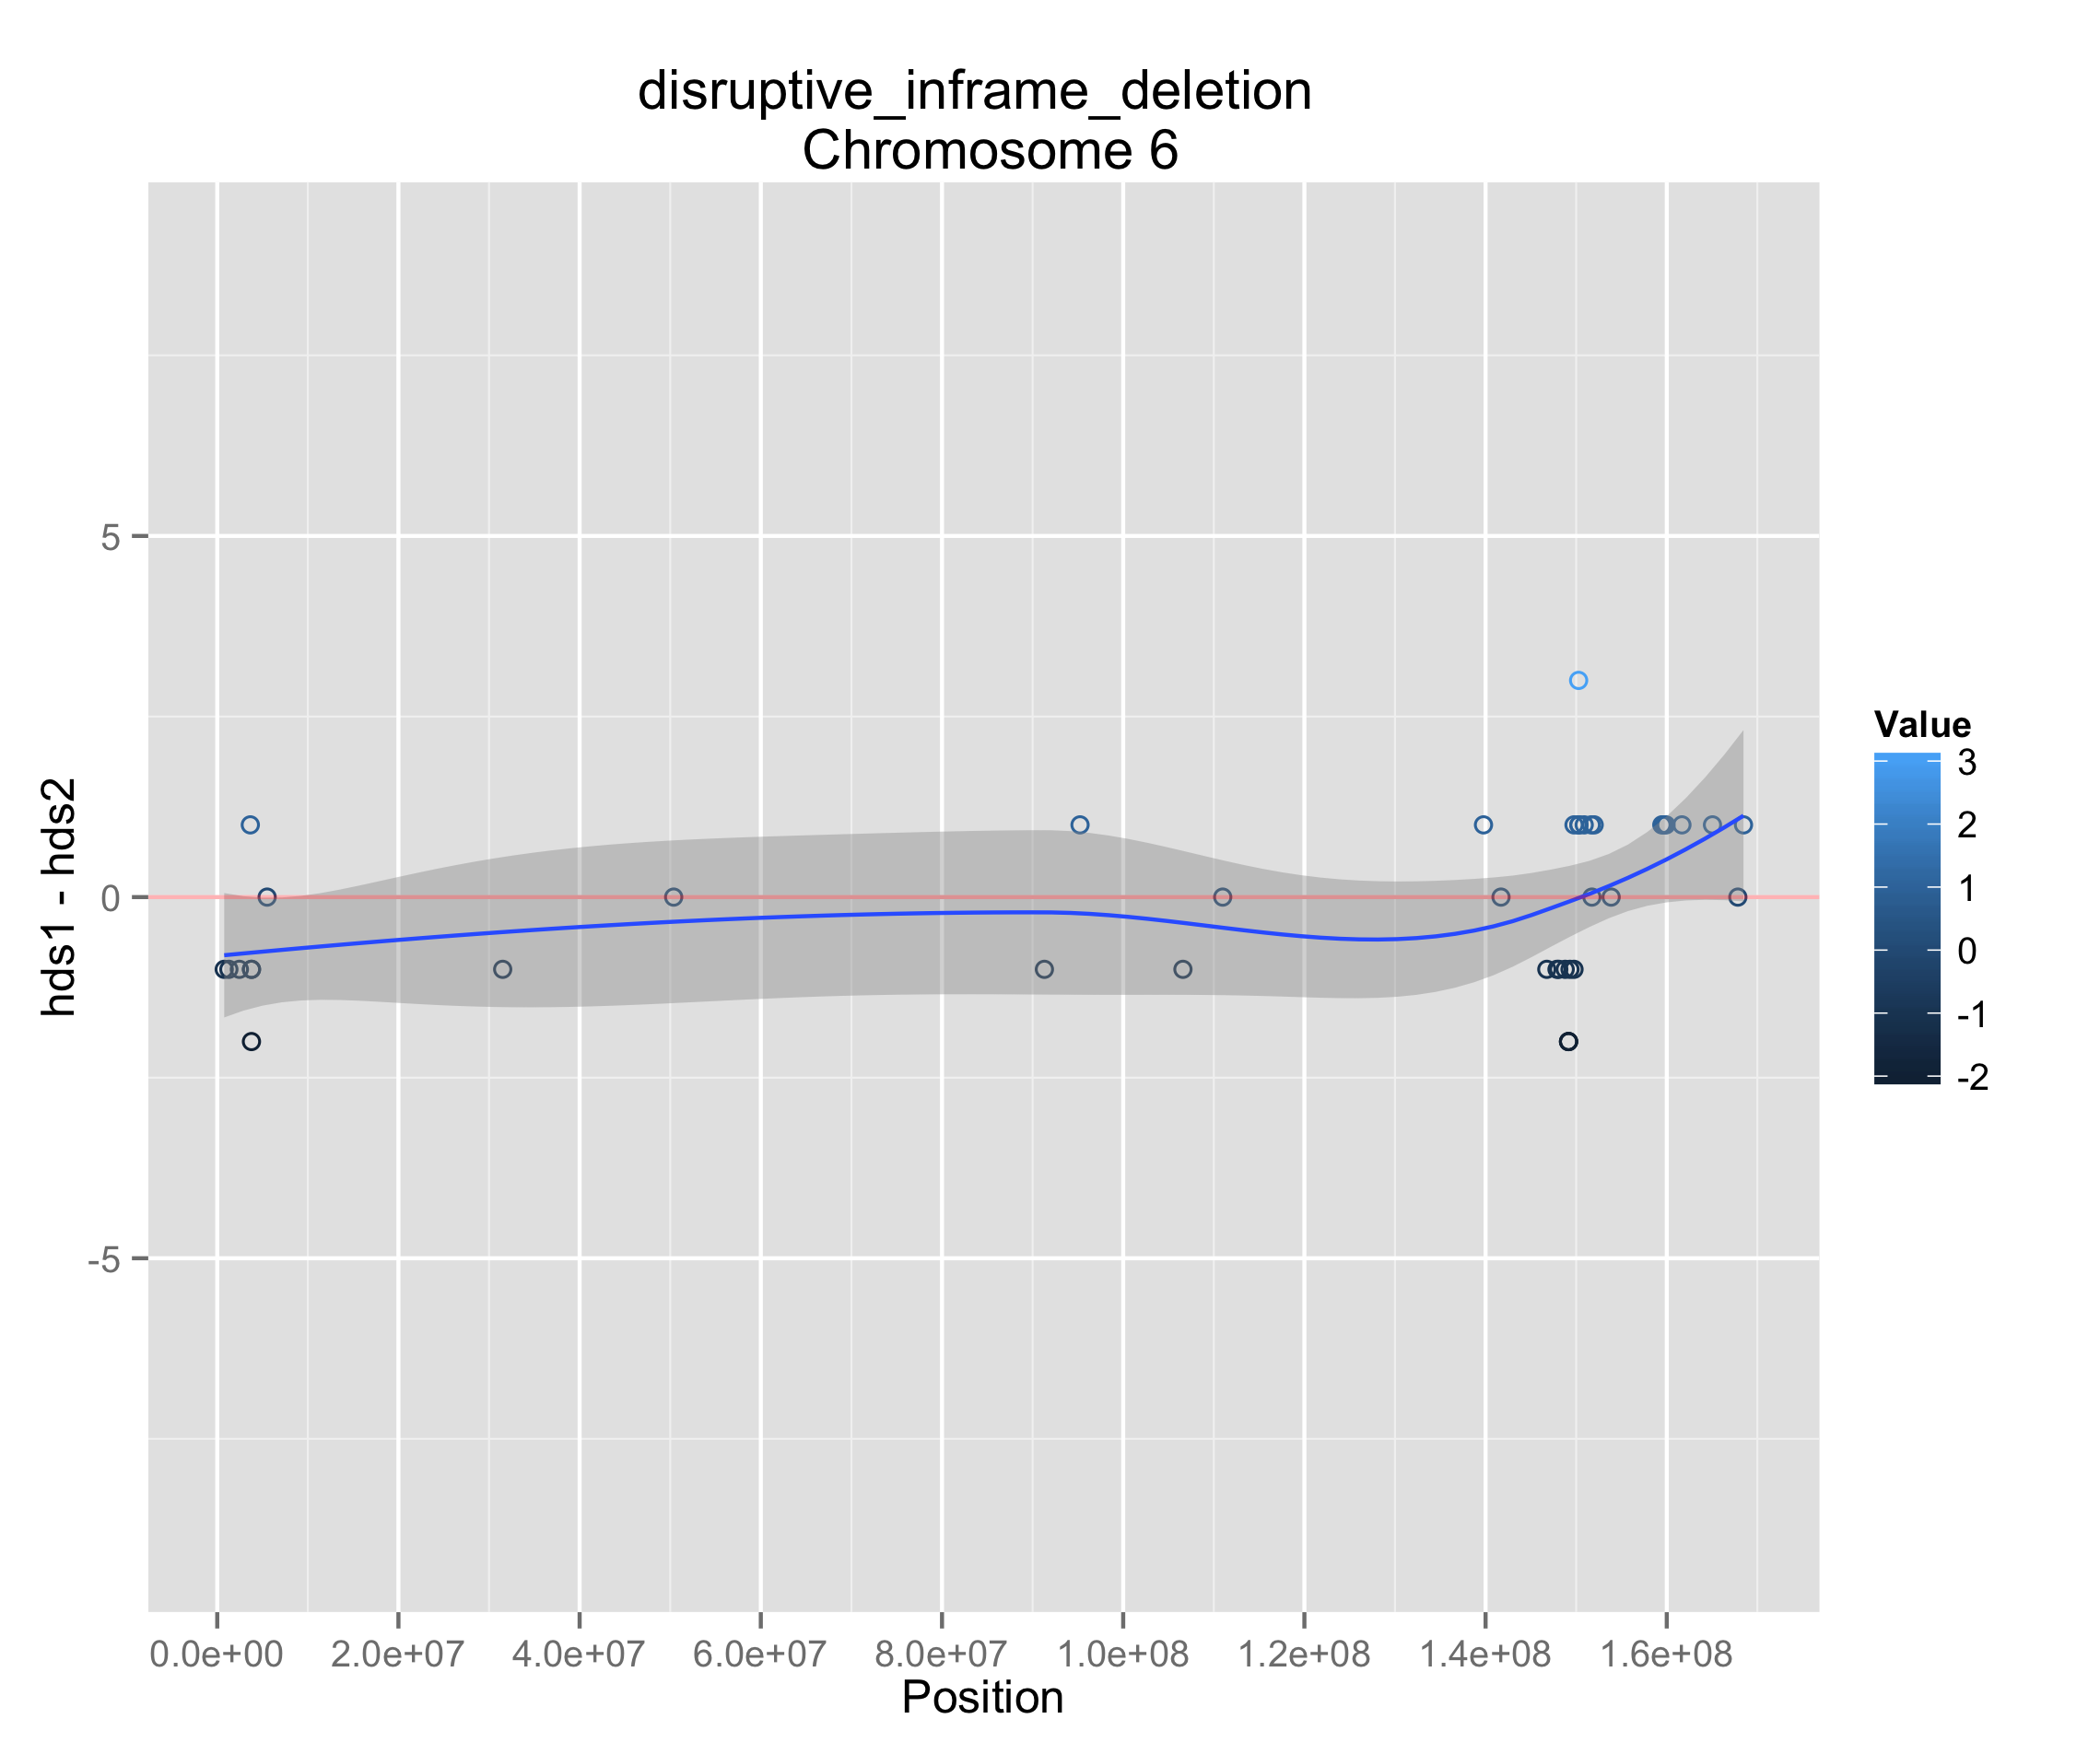 disruptive_inframe_deletion
Chromosome 6
hds1 - hds2
5
0
-5
0.0e+00 2.0e+07 4.0e+07 6.0e+07 8.0e+07 1.0e+08 1.2e+08 1.4e+08 1.6e+08
Position
Value
3
2
1
0
-1
-2